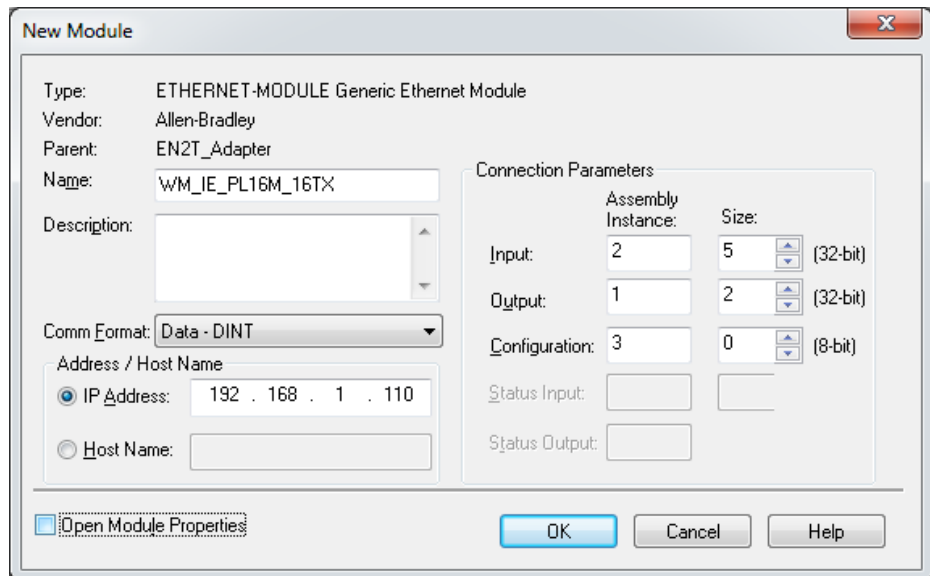 New Module
Type: ETHERNET-MODULE Generic Ethernet Module
Vendor: Allen-Bradley
Parent: EN2T_Adapter
Name: WM_IE_PL16M_16TX
Description:
Comm Format: Data - DINT
Address / Host Name
IP Address: 192 . 168 . 1 . 110
Host Name:
Connection Parameters
Assembly Instance: Size:
Input: 2 5 (32-bit)
Output: 1 2 (32-bit)
Configuration: 3 0 (8-bit)
Status Input:
Status Output:
Open Module Properties
OK Cancel Help